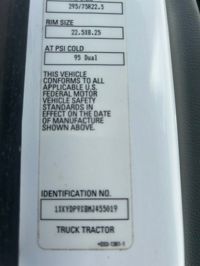 295/75R22.5
RIM SIZE
22.5X8.25
AT PSI COLD
95 Dual
THIS VEHICLE
CONFORMS TO ALL
APPLICABLE U.S.
FEDERAL MOTOR
VEHICLE SAFETY
STANDARDS IN
EFFECT ON THE DATE
OF MANUFACTURE
SHOWN ABOVE.
IDENTIFICATION NO.
1XKYDP9XBMJ455019
TRUCK TRACTOR